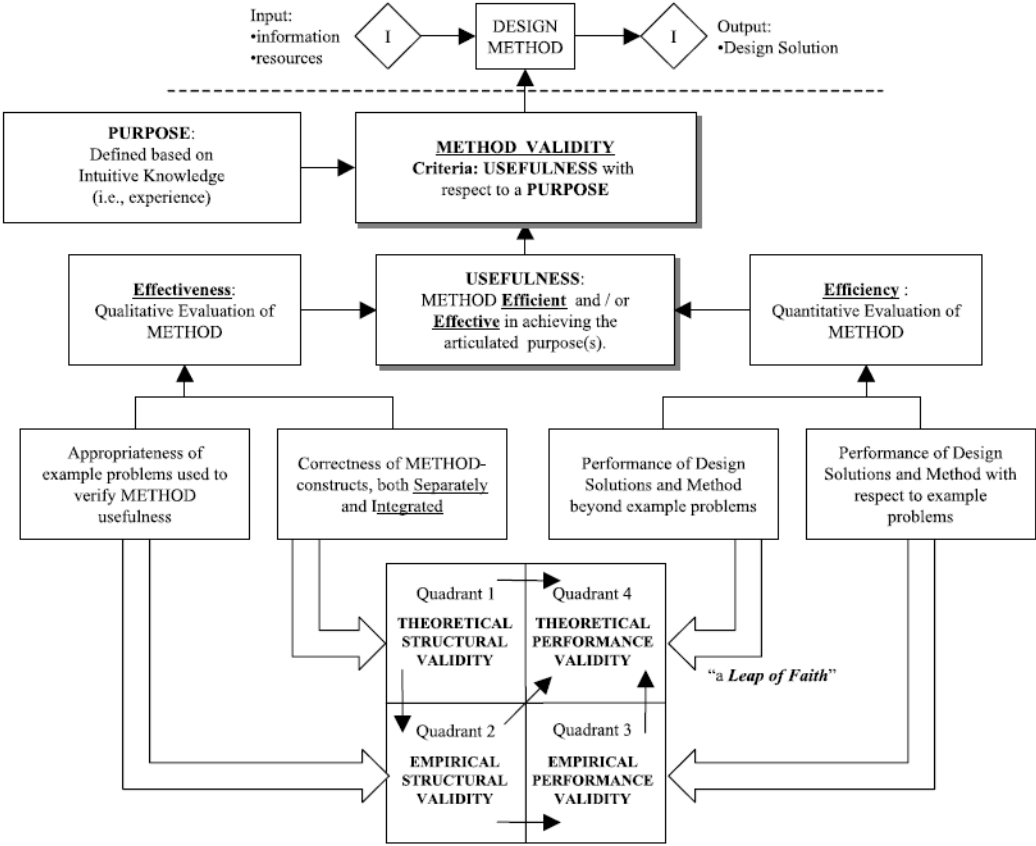 Input:
•information
•resources
I
DESIGN
METHOD
I
Output:
•Design Solution
PURPOSE:
Defined based on
Intuitive Knowledge
(i.e., experience)
METHOD VALIDITY
Criteria: USEFULNESS with
respect to a PURPOSE
Effectiveness:
Qualitative Evaluation of
METHOD
USEFULNESS:
METHOD Efficient and / or
Effective in achieving the
articulated purpose(s).
Efficiency :
Quantitative Evaluation of
METHOD
Appropriateness of
example problems used to
verify METHOD
usefulness
Correctness of METHOD-
constructs, both Separately
and Integrated
Performance of Design
Solutions and Method
beyond example problems
Performance of Design
Solutions and Method with
respect to example
problems
Quadrant 1
THEORETICAL
STRUCTURAL
VALIDITY
Quadrant 4
THEORETICAL
PERFORMANCE
VALIDITY
“a Leap of Faith”
Quadrant 2
EMPIRICAL
STRUCTURAL
VALIDITY
Quadrant 3
EMPIRICAL
PERFORMANCE
VALIDITY